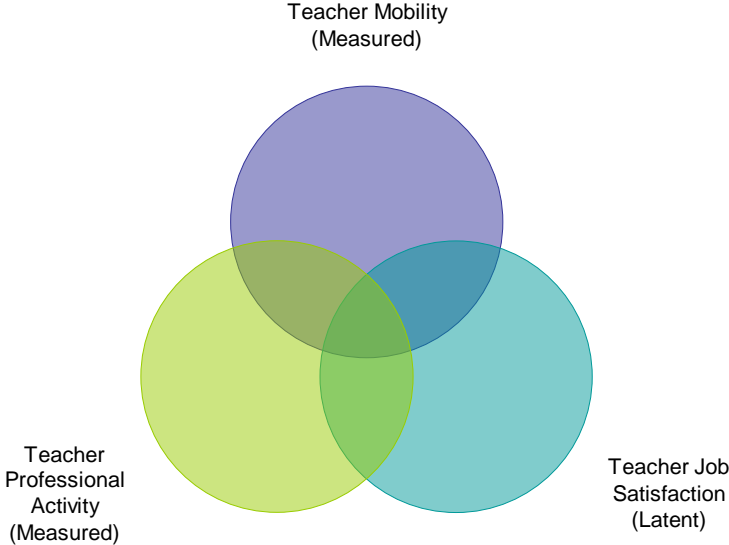 Teacher Mobility
(Measured)
Teacher
Professional
Activity
(Measured)
Teacher Job
Satisfaction
(Latent)